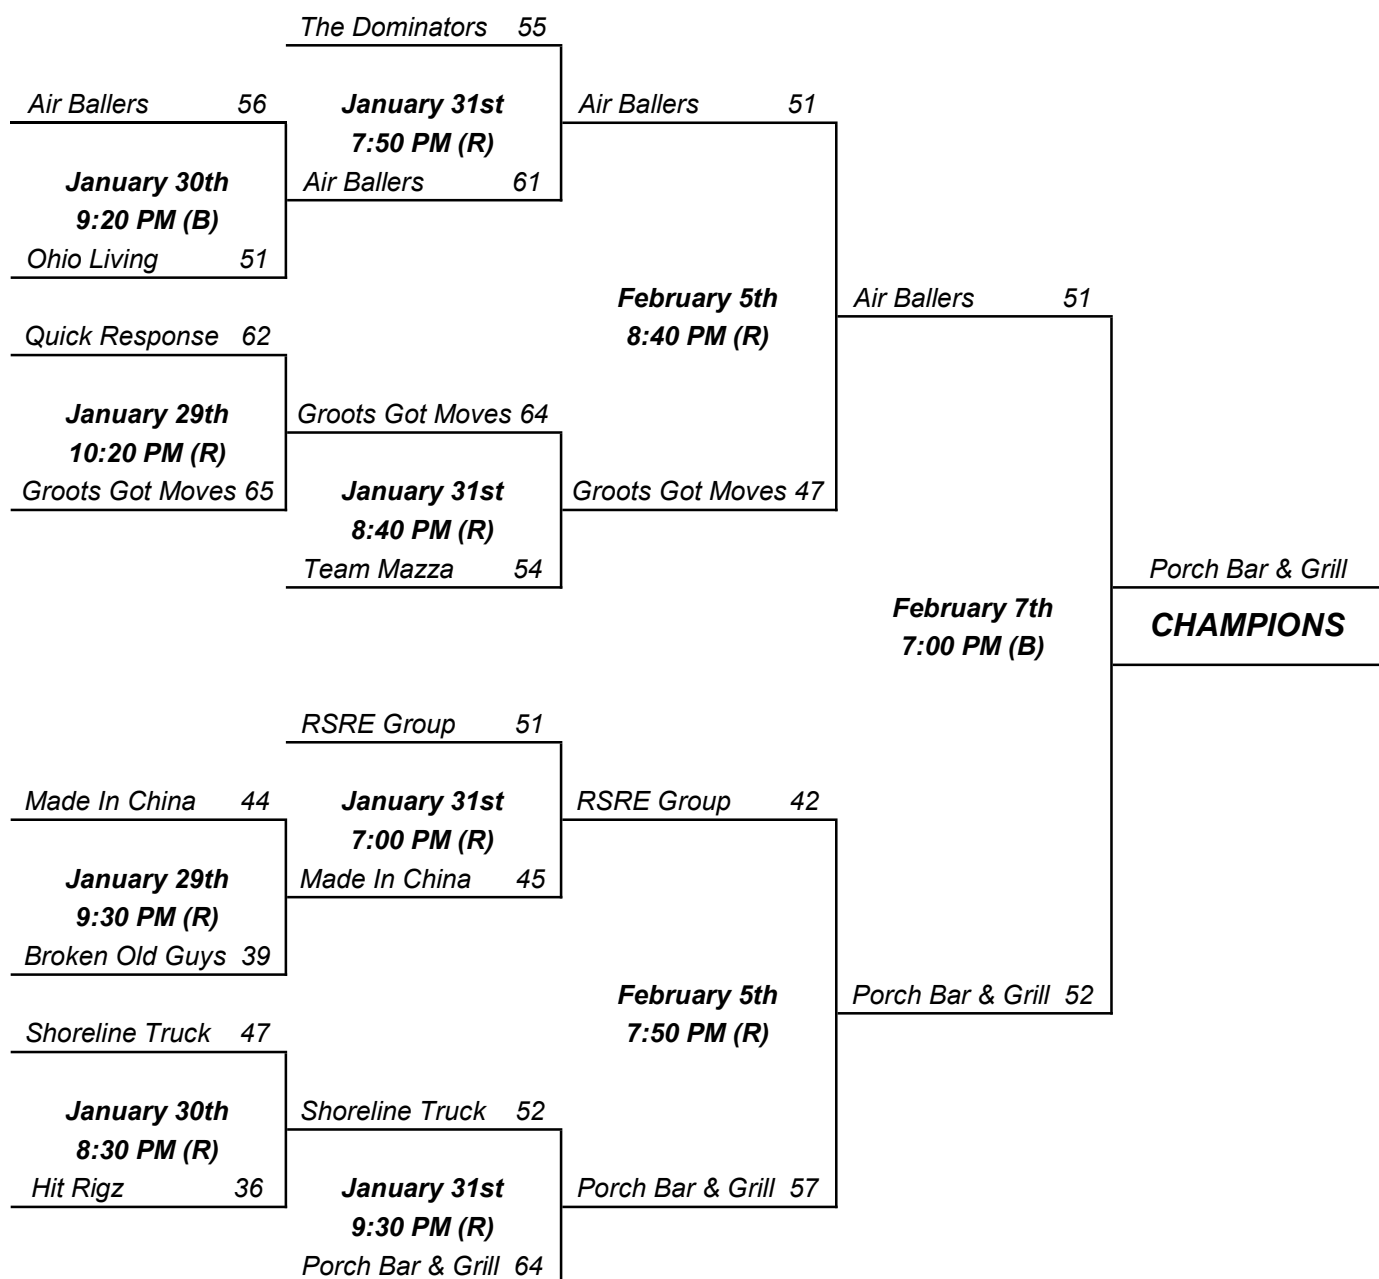 The Dominators 55
Air Ballers 56
January 31st
Air Ballers 51
7:50 PM (R)
January 30th
Air Ballers 61
9:20 PM (B)
Ohio Living 51
February 5th
Air Ballers 51
Quick Response 62
8:40 PM (R)
January 29th
Groots Got Moves 64
10:20 PM (R)
Groots Got Moves 65
January 31st
Groots Got Moves 47
8:40 PM (R)
Team Mazza 54
Porch Bar & Grill
February 7th
CHAMPIONS
7:00 PM (B)
RSRE Group 51
Made In China 44
January 31st
RSRE Group 42
7:00 PM (R)
January 29th
Made In China 45
9:30 PM (R)
Broken Old Guys 39
February 5th
Porch Bar & Grill 52
Shoreline Truck 47
7:50 PM (R)
January 30th
Shoreline Truck 52
8:30 PM (R)
Hit Rigz 36
January 31st
Porch Bar & Grill 57
9:30 PM (R)
Porch Bar & Grill 64